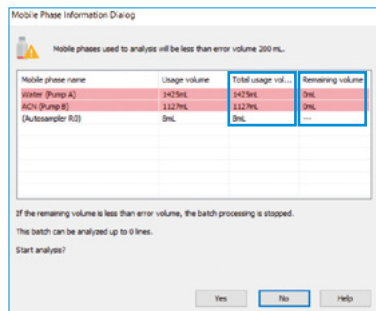 Mobile Phase Information Dialog
Mobile phases used to analysis will be less than error volume 200 mL.
Mobile phase name Usage volume Total usage vol... Remaining volume
Water (Pump A) 1425mL 1425mL 0mL
ACN (Pump B) 1127mL 1127mL 0mL
(Autosampler R0) 8mL 8mL ---
If the remaining volume is less than error volume, the batch processing is stopped.
This batch can be analyzed up to 0 lines.
Start analysis?
Yes No Help